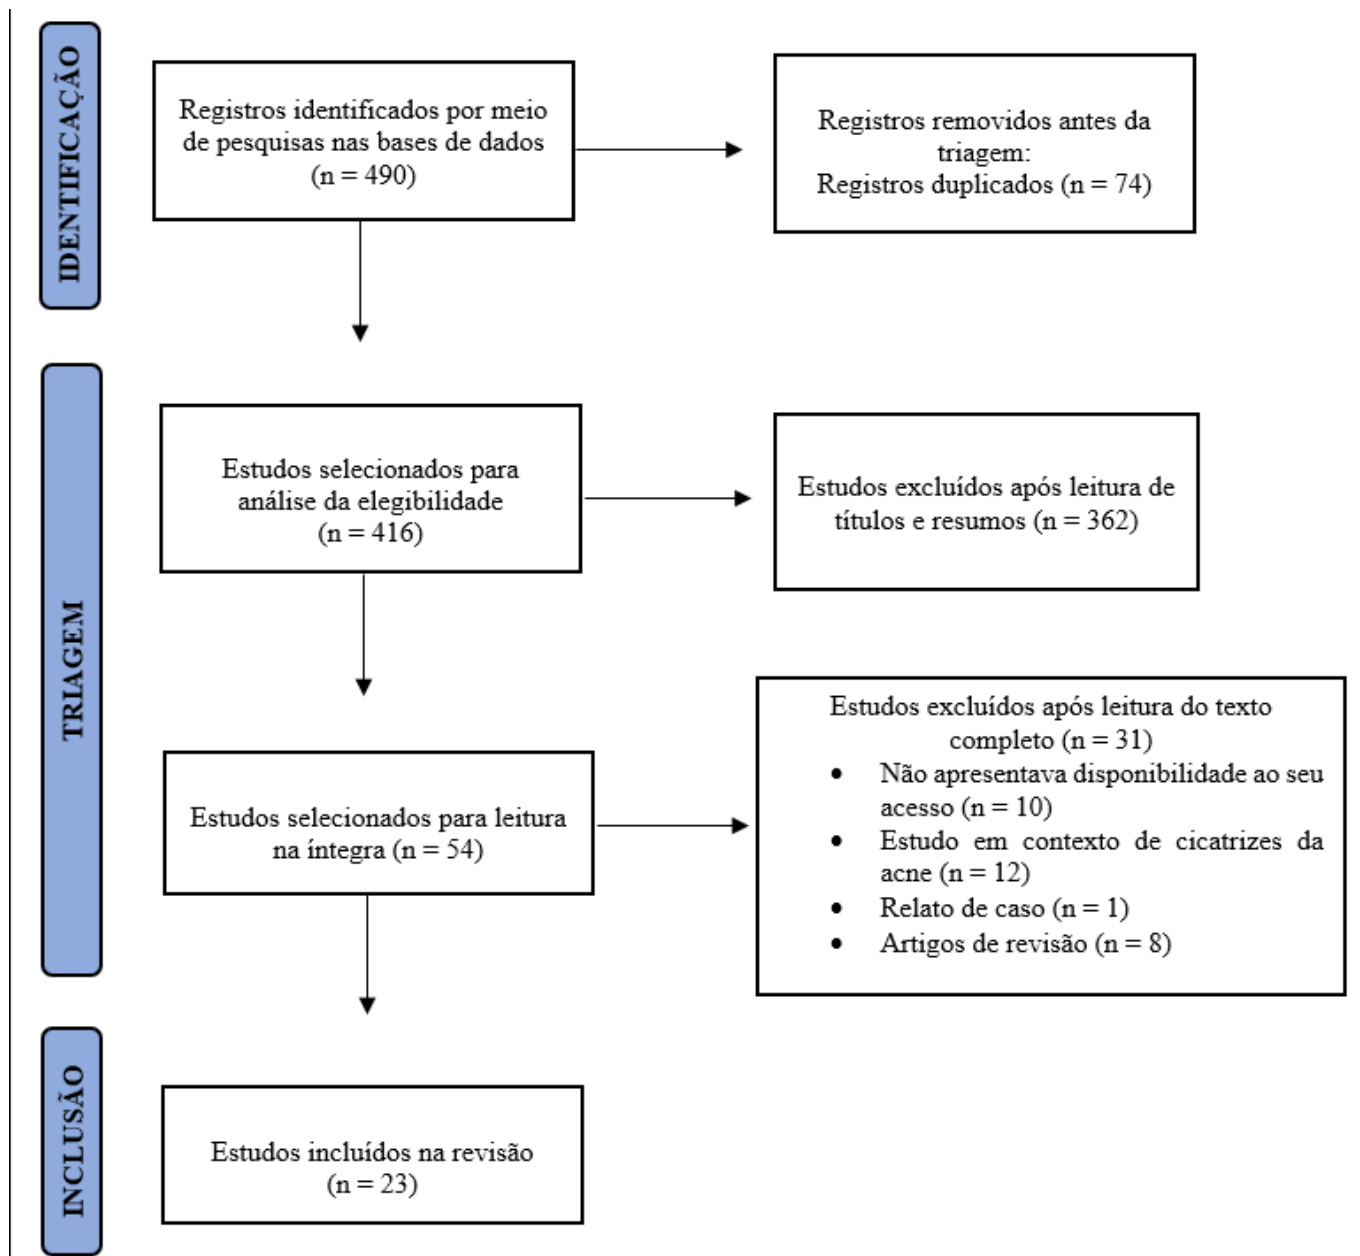 IDENTIFICAÇÃO
Registros identificados por meio
de pesquisas nas bases de dados
(n = 490)
Registros removidos antes da
triagem:
Registros duplicados (n = 74)
TRIAGEM
Estudos selecionados para
análise da elegibilidade
(n = 416)
Estudos excluídos após leitura de
títulos e resumos (n = 362)
Estudos selecionados para leitura
na íntegra (n = 54)
Estudos excluídos após leitura do texto
completo (n = 31)
• Não apresentava disponibilidade ao seu
acesso (n = 10)
• Estudo em contexto de cicatrizes da
acne (n = 12)
• Relato de caso (n = 1)
• Artigos de revisão (n = 8)
INCLUSÃO
Estudos incluídos na revisão
(n = 23)